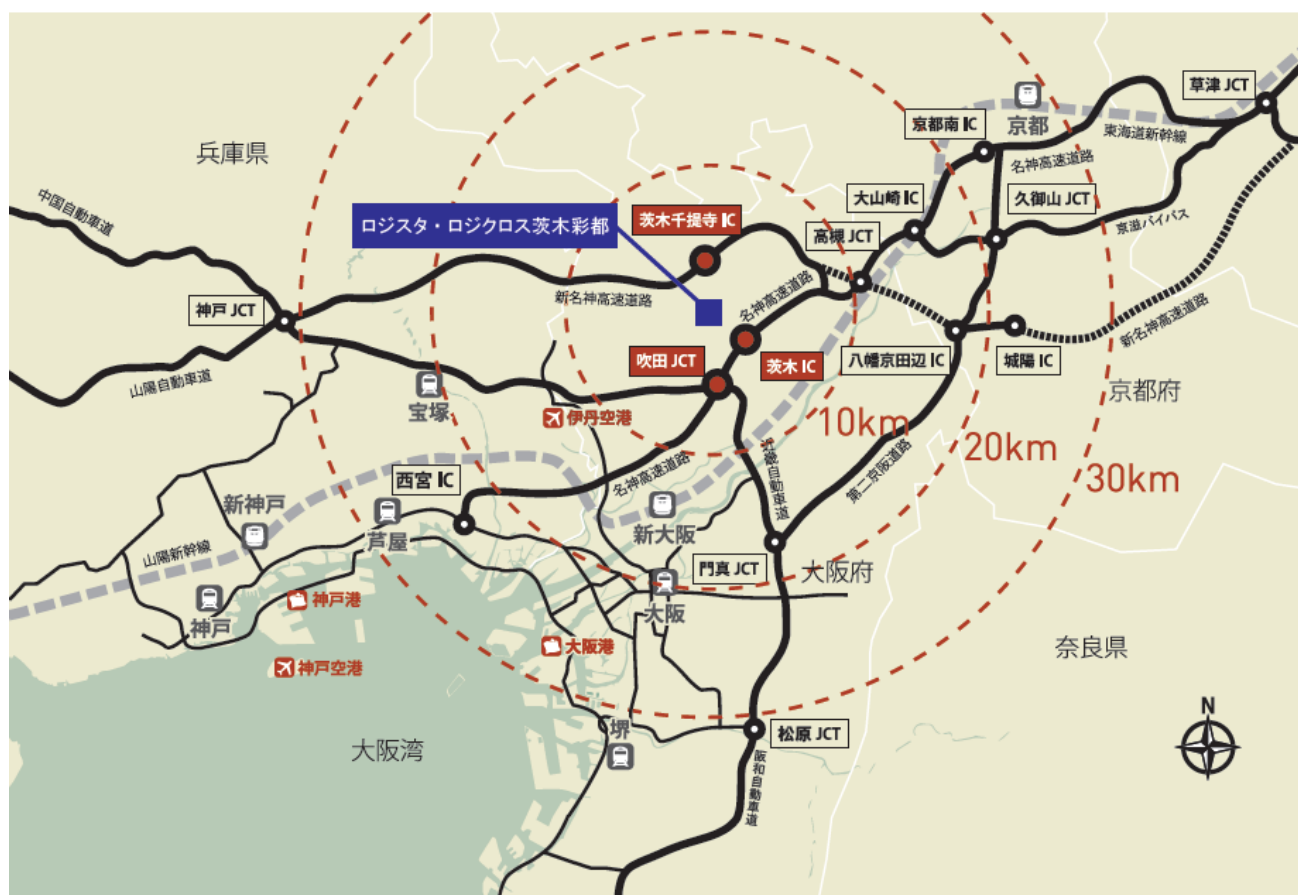 草津 JCT
京都南 IC
京都
東海道新幹線
兵庫県
名神高速道路
中国自動車道
大山崎 IC
久御山 JCT
茨木千提寺 IC
ロジスタ・ロジクロス茨木彩都
高槻 JCT
京滋バイパス
新名神高速道路
名神高速道路
神戸 JCT
新名神高速道路
吹田 JCT
茨木 IC
八幡京田辺 IC
城陽 IC
山陽自動車道
宝塚
伊丹空港
京都府
10km
20km
30km
近畿自動車道
第二京阪道路
名神高速道路
西宮 IC
新神戸
芦屋
新大阪
山陽新幹線
門真 JCT
大阪府
大阪
神戸港
神戸
大阪港
神戸空港
奈良県
N
堺
松原 JCT
大阪湾
阪和自動車道